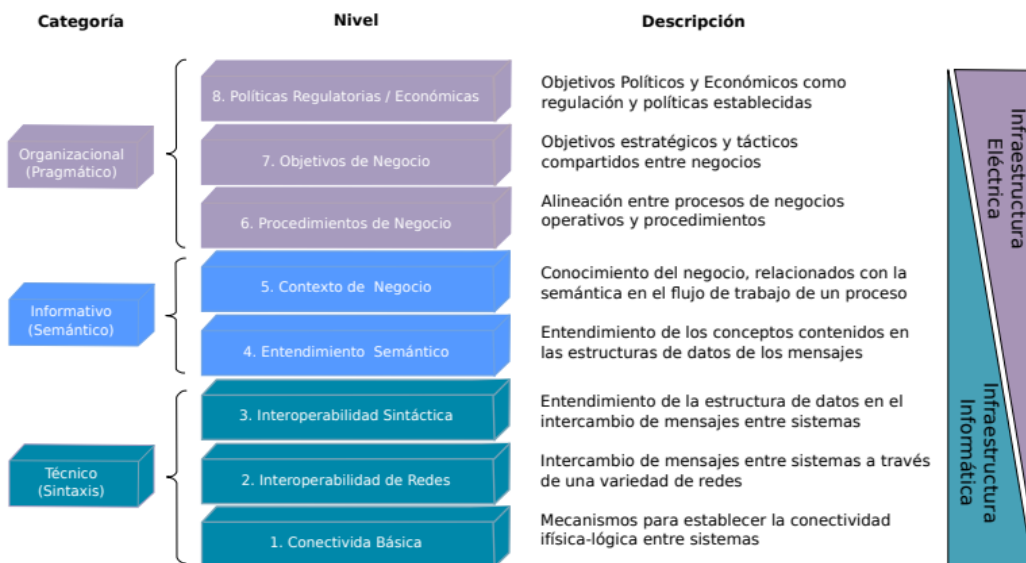 Categoría
Nivel
Descripción
Organizacional
(Pragmático)
8. Políticas Regulatorias / Económicas
Objetivos Políticos y Económicos como
regulación y políticas establecidas
7. Objetivos de Negocio
Objetivos estratégicos y tácticos
compartidos entre negocios
6. Procedimientos de Negocio
Alineación entre procesos de negocios
operativos y procedimientos
Informativo
(Semántico)
5. Contexto de Negocio
Conocimiento del negocio, relacionados con la
semántica en el flujo de trabajo de un proceso
4. Entendimiento Semántico
Entendimiento de los conceptos contenidos en
las estructuras de datos de los mensajes
Técnico
(Sintaxis)
3. Interoperabilidad Sintáctica
Entendimiento de la estructura de datos en el
intercambio de mensajes entre sistemas
2. Interoperabilidad de Redes
Intercambio de mensajes entre sistemas a través
de una variedad de redes
1. Conectivida Básica
Mecanismos para establecer la conectividad
ifísica-lógica entre sistemas
Infraestructura
Eléctrica
Infraestructura
Informática